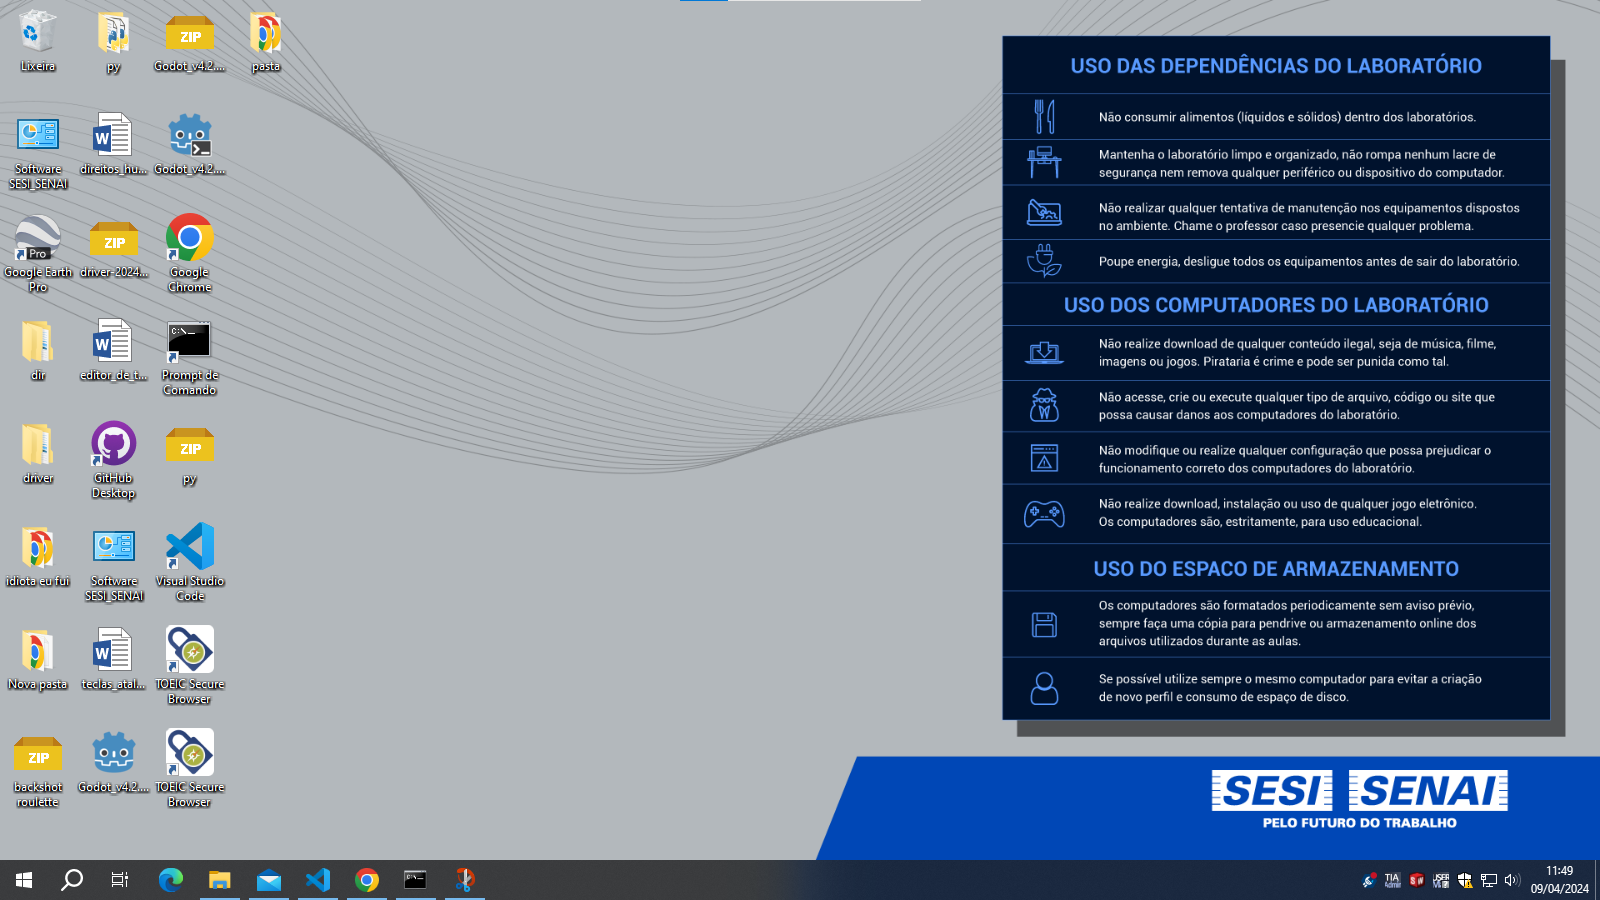 Lixeira
py
Godot_v4.2....
pasta
Software
SESI_SENAI
direitos_hu...
Godot_v4.2....
Pro
Google Earth
Pro
ZIP
driver-2024...
Google
Chrome
dir
editor_de_t...
C:\_
Prompt de
Comando
driver
GitHub
Desktop
ZIP
py
idiota eu fui
Software
SESI_SENAI
Visual Studio
Code
Nova pasta
teclas_atal...
TOEIC Secure
Browser
ZIP
backshot
roulette
Godot_v4.2....
TOEIC Secure
Browser
ZIP
USO DAS DEPENDÊNCIAS DO LABORATÓRIO
Não consumir alimentos (líquidos e sólidos) dentro dos laboratórios.
Mantenha o laboratório limpo e organizado, não rompa nenhum lacre de
segurança nem remova qualquer periférico ou dispositivo do computador.
Não realizar qualquer tentativa de manutenção nos equipamentos dispostos
no ambiente. Chame o professor caso presencie qualquer problema.
Poupe energia, desligue todos os equipamentos antes de sair do laboratório.
USO DOS COMPUTADORES DO LABORATÓRIO
Não realize download de qualquer conteúdo ilegal, seja de música, filme,
imagens ou jogos. Pirataria é crime e pode ser punida como tal.
Não acesse, crie ou execute qualquer tipo de arquivo, código ou site que
possa causar danos aos computadores do laboratório.
Não modifique ou realize qualquer configuração que possa prejudicar o
funcionamento correto dos computadores do laboratório.
Não realize download, instalação ou uso de qualquer jogo eletrônico.
Os computadores são, estritamente, para uso educacional.
USO DO ESPACO DE ARMAZENAMENTO
Os computadores são formatados periodicamente sem aviso prévio,
sempre faça uma cópia para pendrive ou armazenamento online dos
arquivos utilizados durante as aulas.
Se possível utilize sempre o mesmo computador para evitar a criação
de novo perfil e consumo de espaço de disco.
SESI SENAI
PELO FUTURO DO TRABALHO
TIA
Admin
11:49
09/04/2024